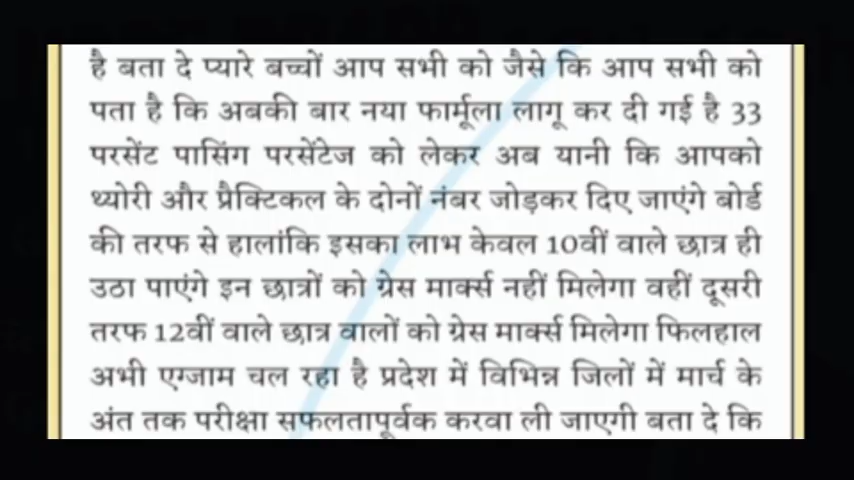 है बता दे प्यारे बच्चों आप सभी को जैसे कि आप सभी को
पता है कि अबकी बार नया फार्मूला लागू कर दी गई है 33
परसेंट पासिंग परसेंटेज को लेकर अब यानी कि आपको
थ्योरी और प्रैक्टिकल के दोनों नंबर जोड़कर दिए जाएंगे बोर्ड
की तरफ से हालांकि इसका लाभ केवल 10वीं वाले छात्र ही
उठा पाएंगे इन छात्रों को ग्रेस मार्क्स नहीं मिलेगा वहीं दूसरी
तरफ 12वीं वाले छात्र वालों को ग्रेस मार्क्स मिलेगा फिलहाल
अभी एग्जाम चल रहा है प्रदेश में विभिन्न जिलों में मार्च के
अंत तक परीक्षा सफलतापूर्वक करवा ली जाएगी बता दे कि